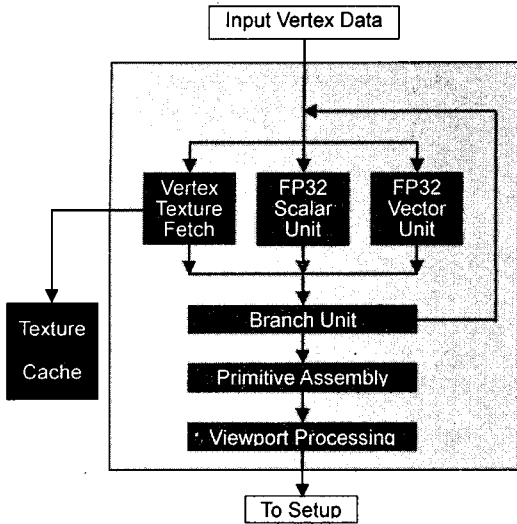 Input Vertex Data
Vertex
Texture
Fetch
FP32
Scalar
Unit
FP32
Vector
Unit
Texture
Cache
Branch Unit
Primitive Assembly
Viewport Processing
To Setup